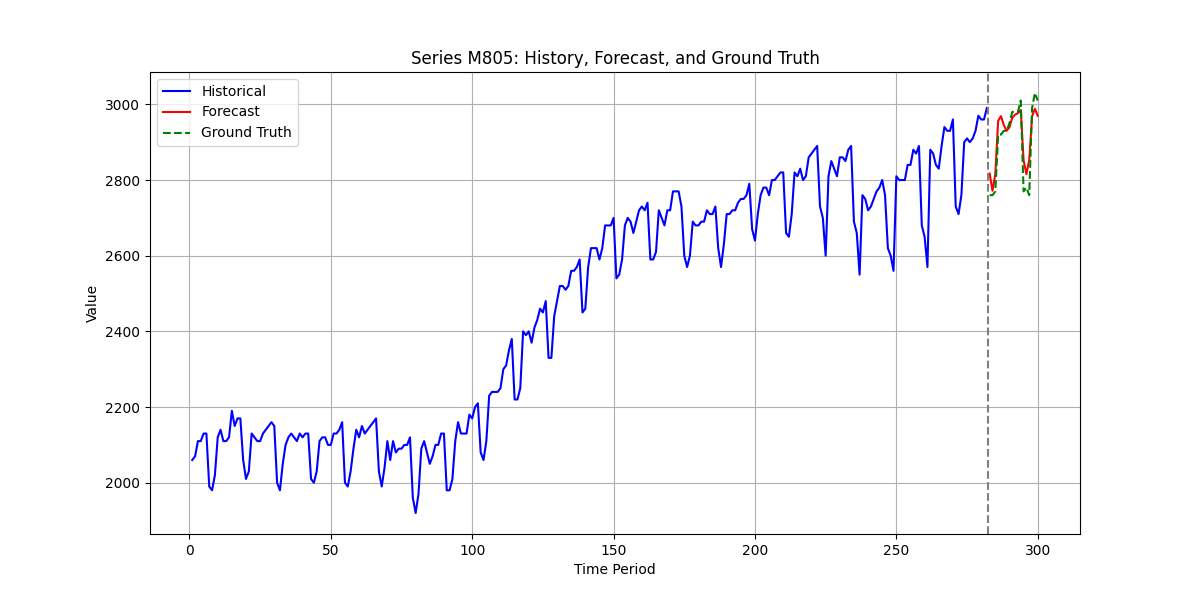 Series M805: History, Forecast, and Ground Truth
Historical
Forecast
Ground Truth
3000
2800
2600
2400
2200
2000
Value
0 50 100 150 200 250 300
Time Period